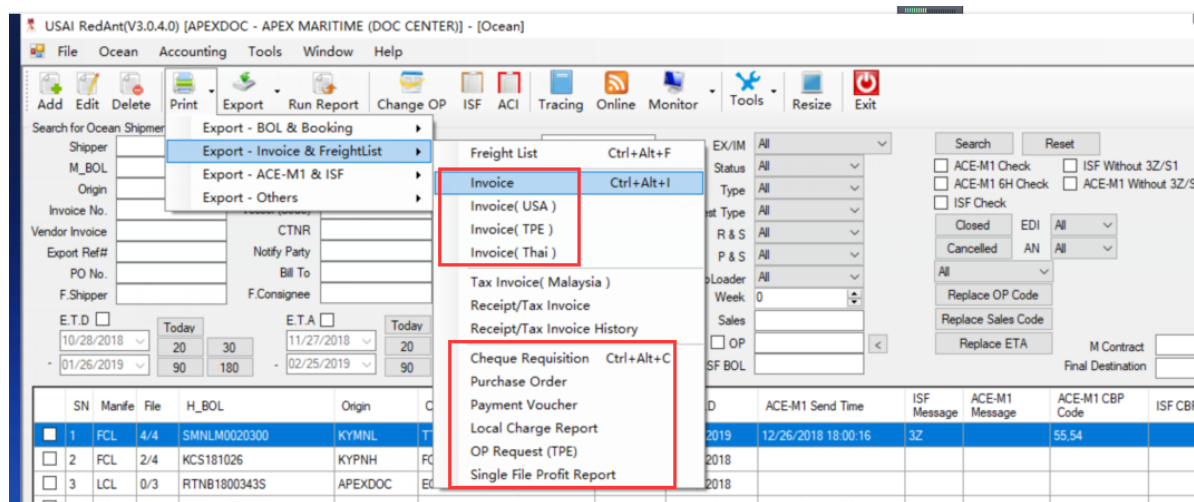 USAI RedAnt(V3.0.4.0) [APEXDOC - APEX MARITIME (DOC CENTER)] - [Ocean]
File Ocean Accounting Tools Window Help
Add Edit Delete Print Export Run Report Change OP ISF ACI Tracing Online Monitor Tools Resize Exit
Search for Ocean Shipmer
Export - BOL & Booking
Export - Invoice & FreightList
Export - ACE-M1 & ISF
Export - Others
Freight List Ctrl+Alt+F
Invoice Ctrl+Alt+I
Invoice( USA )
Invoice( TPE )
Invoice( Thai )
Tax Invoice( Malaysia )
Receipt/Tax Invoice
Receipt/Tax Invoice History
Cheque Requisition Ctrl+Alt+C
Purchase Order
Payment Voucher
Local Charge Report
OP Request (TPE)
Single File Profit Report
Shipper
M_BOL
Origin
Invoice No.
Vendor Invoice CTNR
Export Ref# Notify Party
PO No. Bill To
F.Shipper F.Consignee
E.T.D Today E.T.A Today
10/28/2018 20 30 11/27/2018 20
- 01/26/2019 90 180 - 02/25/2019 90
EX/IM All Search Reset
Status All ACE-M1 Check ISF Without 3Z/S1
Type All ACE-M1 6H Check ACE-M1 Without 3Z/S
est Type All ISF Check
R & S All Closed EDI All
P & S All Cancelled AN All
Loader All All
Week 0 Replace OP Code
Sales Replace Sales Code
OP < Replace ETA M Contract
SF BOL Final Destination
SN Manife File H_BOL Origin C D ACE-M1 Send Time ISF Message ACE-M1 Message ACE-M1 CBP Code ISF CBP
1 FCL 4/4 SMNLM0020300 KYMNL 2019 12/26/2018 18:00:16 3Z 55,54
2 FCL 2/4 KCS181026 KYPNH FC 2018
3 LCL 0/3 RTNB1800343S APEXDOC 2018